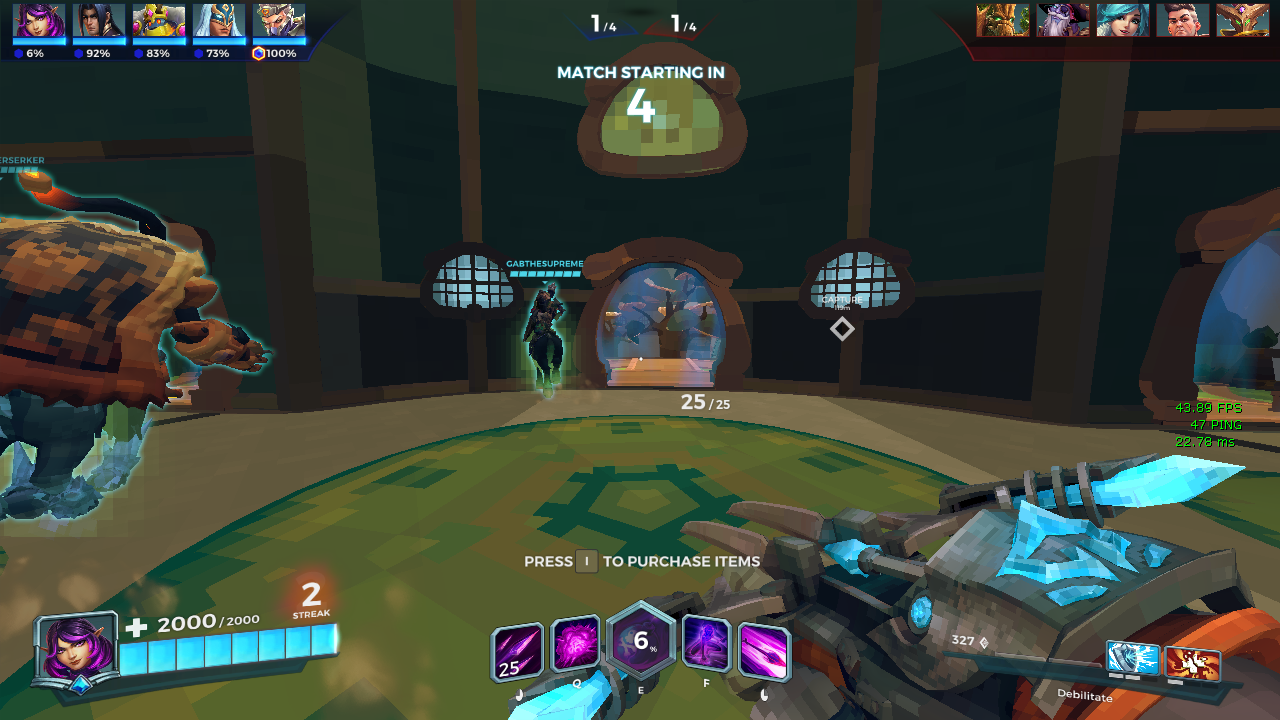 6% 92% 83% 73% 100%
1/4 1/4
MATCH STARTING IN
4
ERSERKER
GABTHESUPREME
CAPTURE
25/25
43.89 FPS
47 PING
22.78 ms
PRESS I TO PURCHASE ITEMS
2
STREAK
2000/2000
25
6%
Q
E
F
327
Debilitate